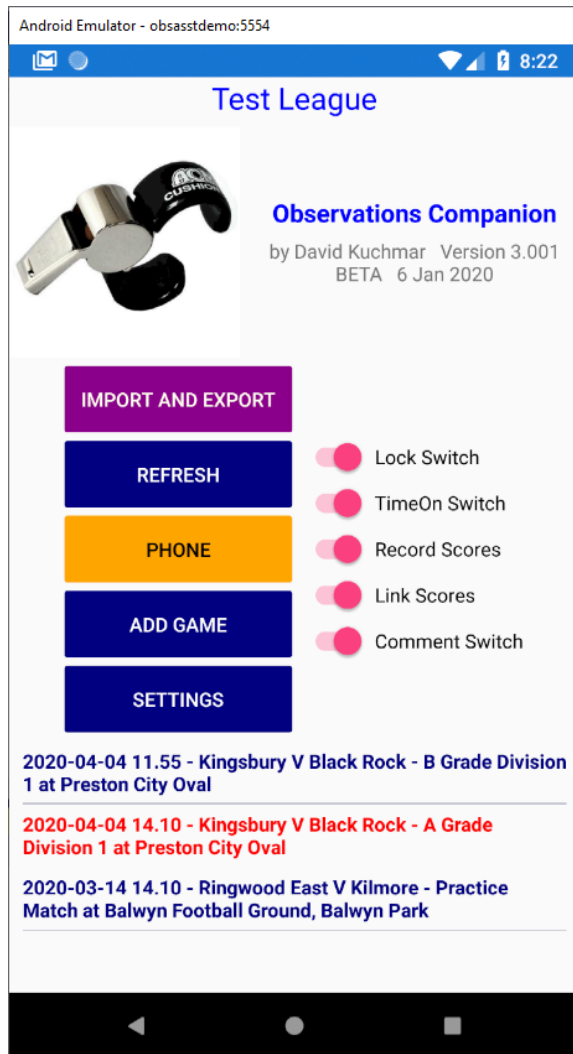 Android Emulator - obsasstdemo:5554
8:22
Test League
ACME
CUSHION
Observations Companion
by David Kuchmar Version 3.001
BETA 6 Jan 2020
IMPORT AND EXPORT
REFRESH
PHONE
ADD GAME
SETTINGS
Lock Switch
TimeOn Switch
Record Scores
Link Scores
Comment Switch
2020-04-04 11.55 - Kingsbury V Black Rock - B Grade Division
1 at Preston City Oval
2020-04-04 14.10 - Kingsbury V Black Rock - A Grade
Division 1 at Preston City Oval
2020-03-14 14.10 - Ringwood East V Kilmore - Practice
Match at Balwyn Football Ground, Balwyn Park